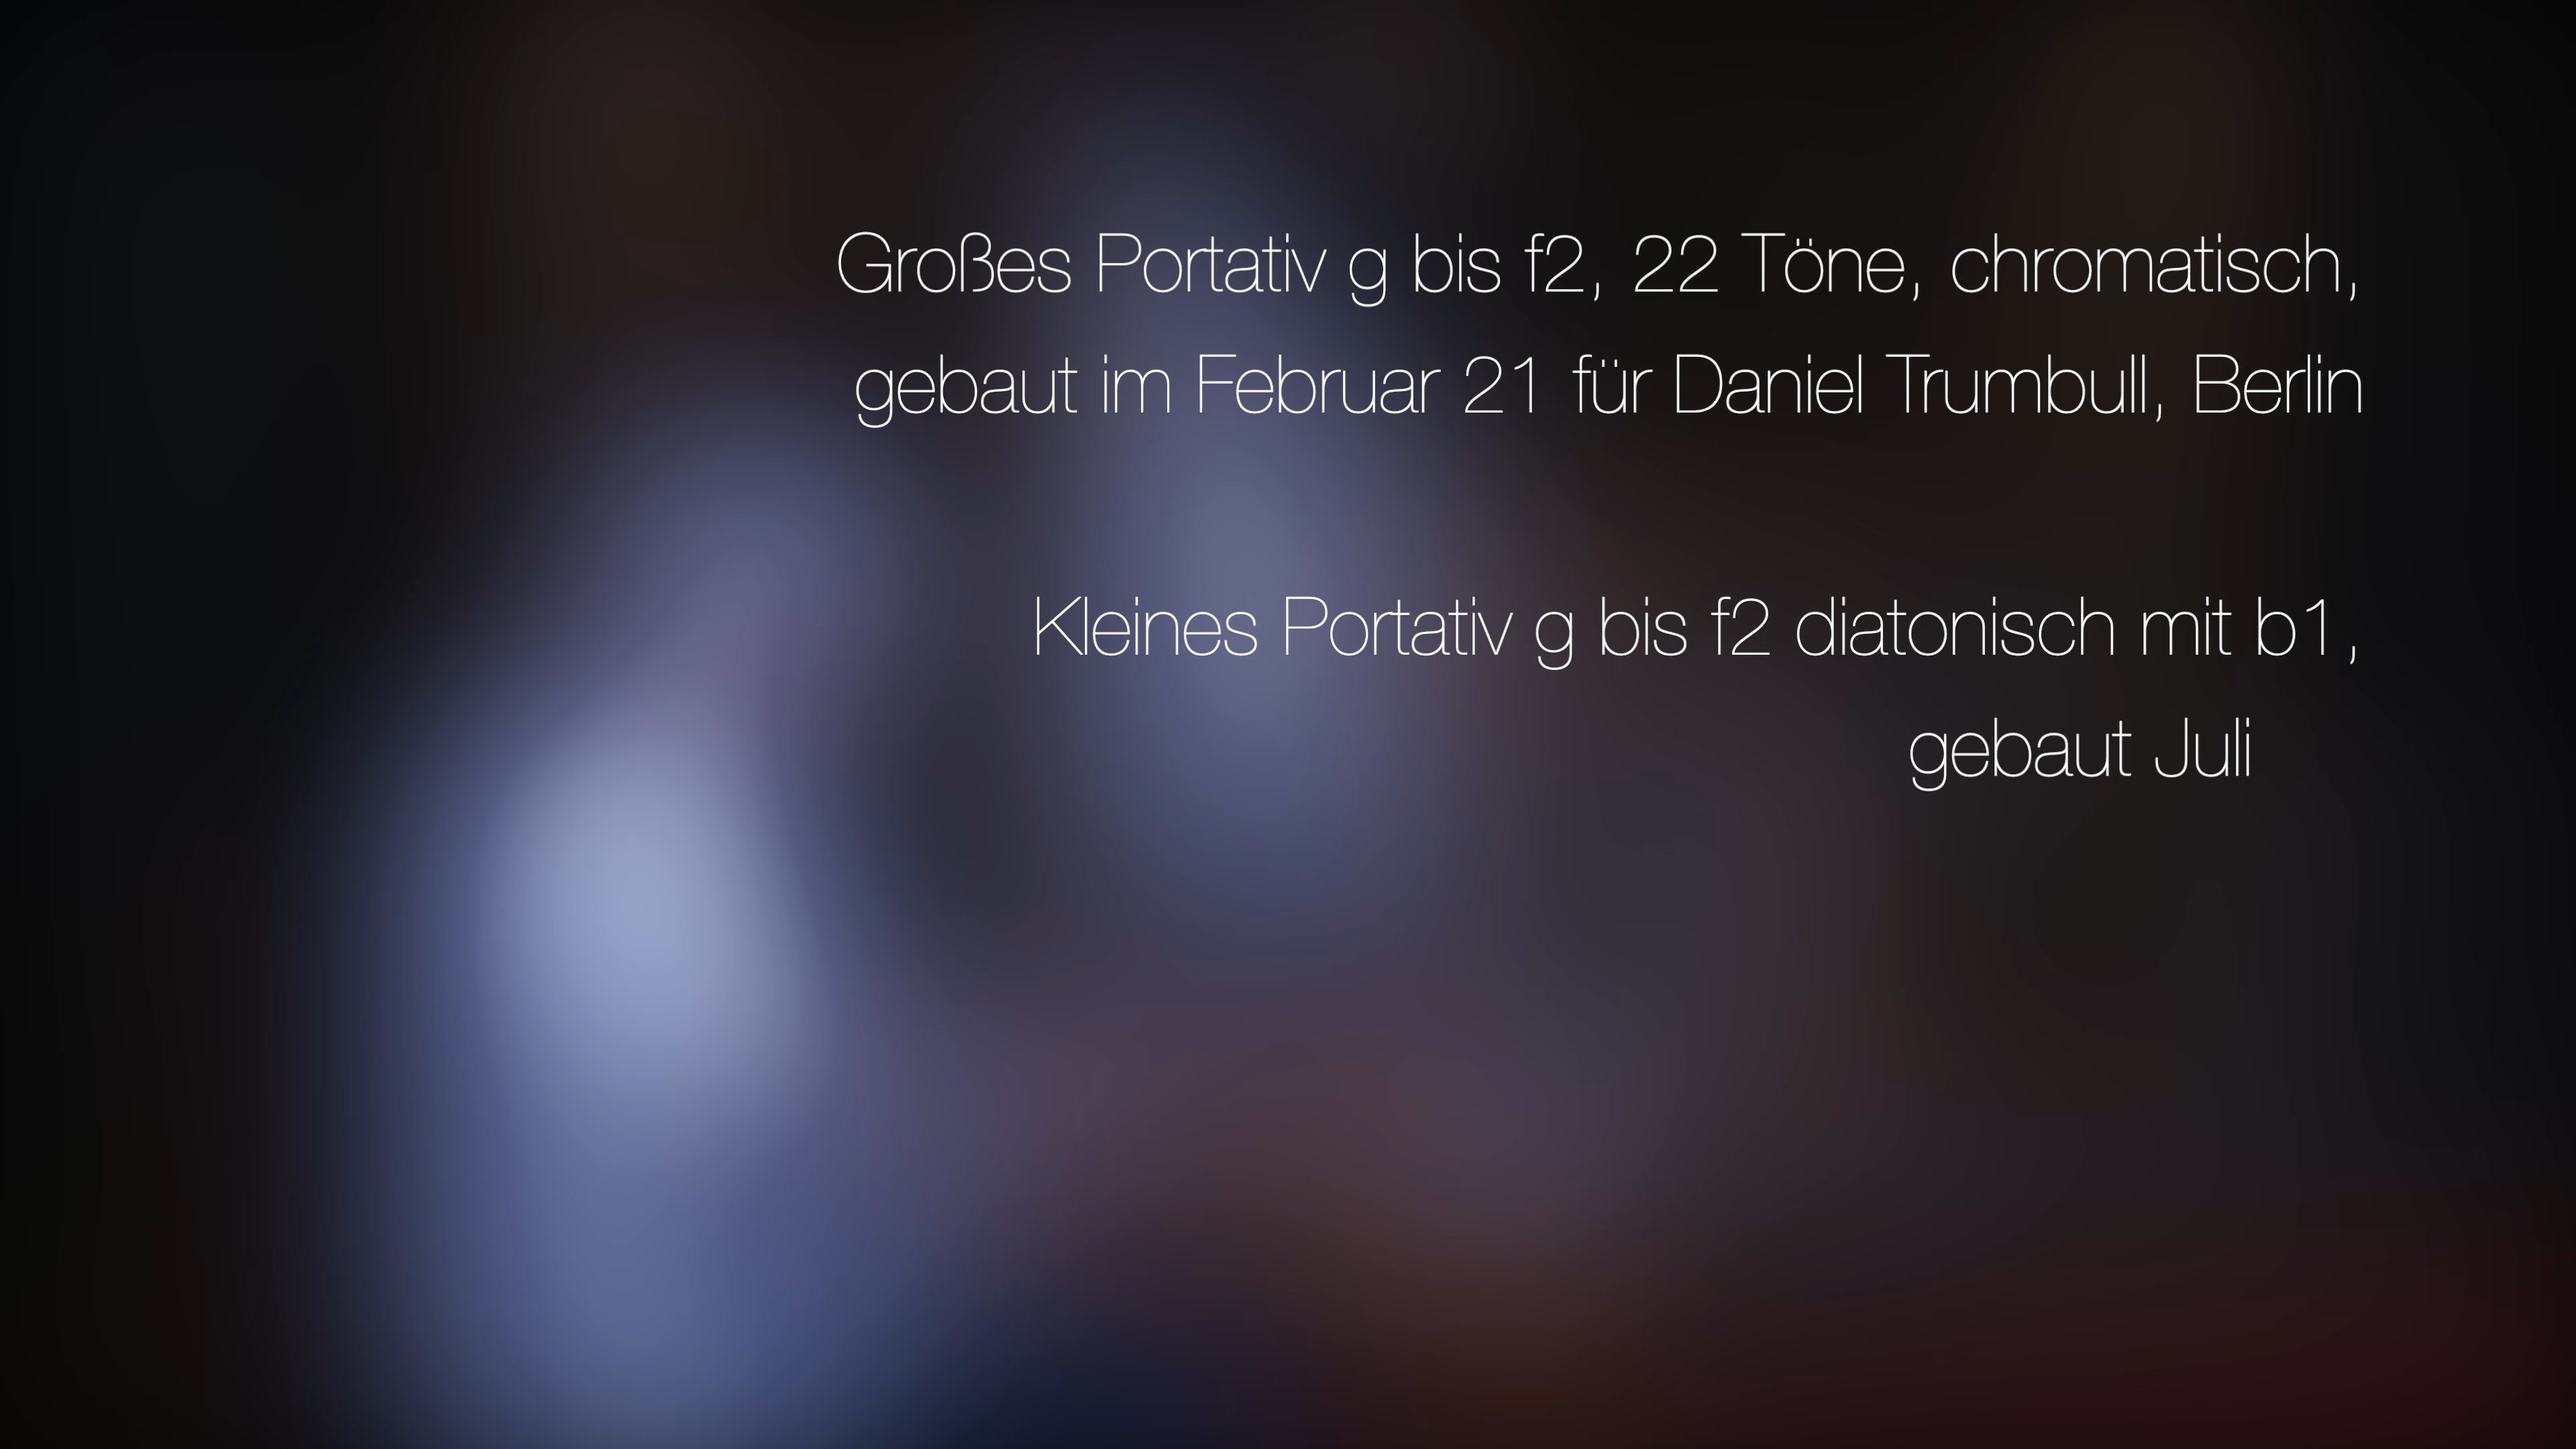 Großes Portativ g bis f2, 22 Töne, chromatisch,
gebaut im Februar 21 für Daniel Trumbull, Berlin
Kleines Portativ g bis f2 diatonisch mit b1,
gebaut Juli